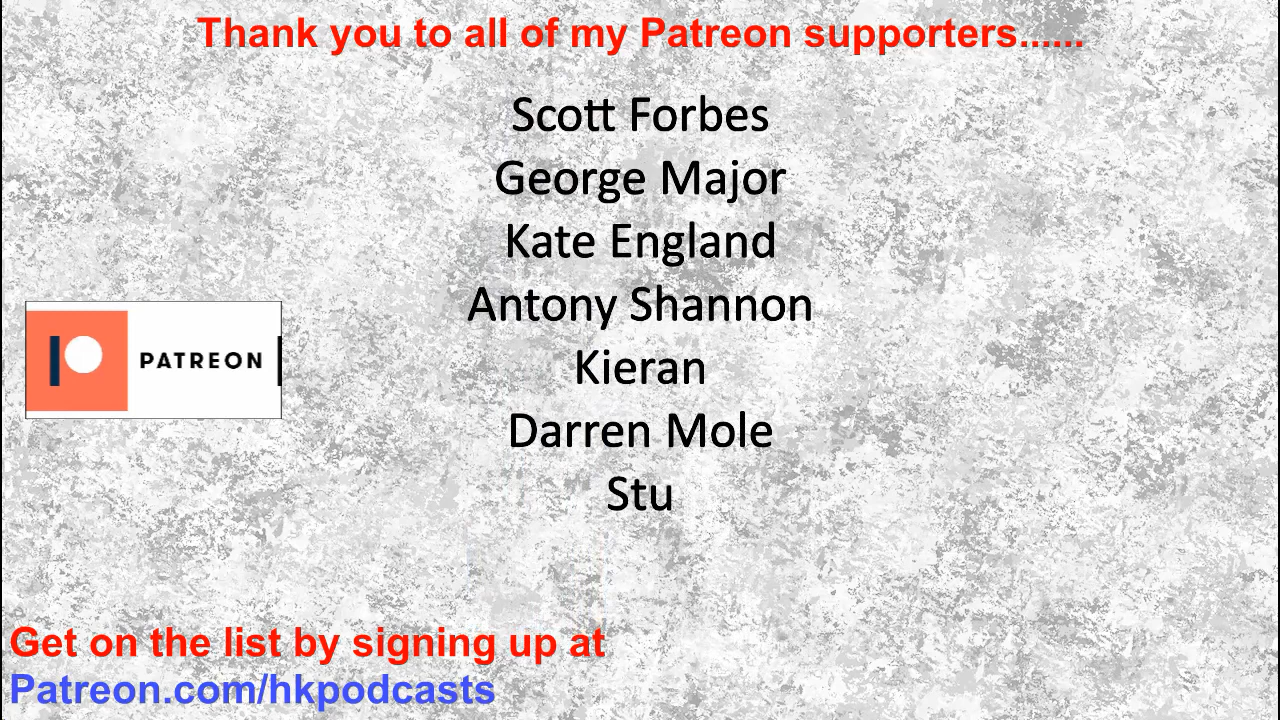 Thank you to all of my Patreon supporters......
Scott Forbes
George Major
Kate England
Antony Shannon
Kieran
Darren Mole
Stu
PATREON
Get on the list by signing up at
Patreon.com/hkpodcasts